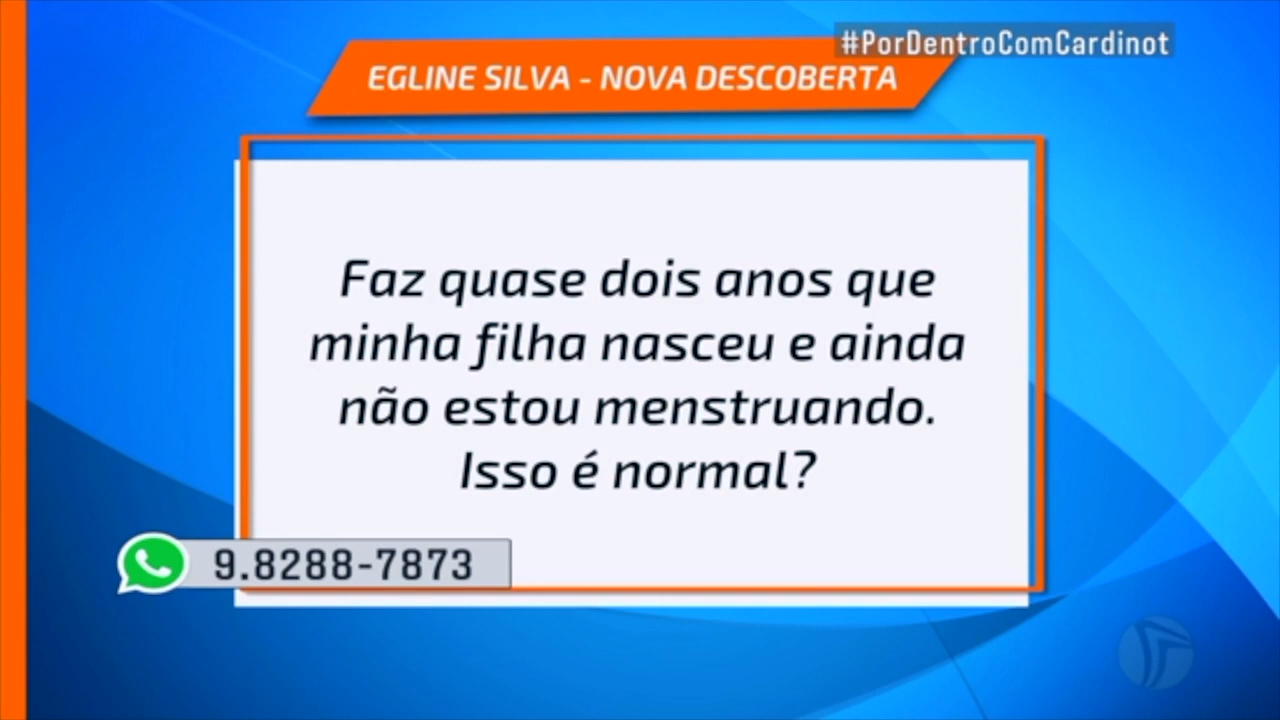 #PorDentroComCardinot
EGLINE SILVA - NOVA DESCOBERTA
Faz quase dois anos que
minha filha nasceu e ainda
não estou menstruando.
Isso é normal?
9.8288-7873